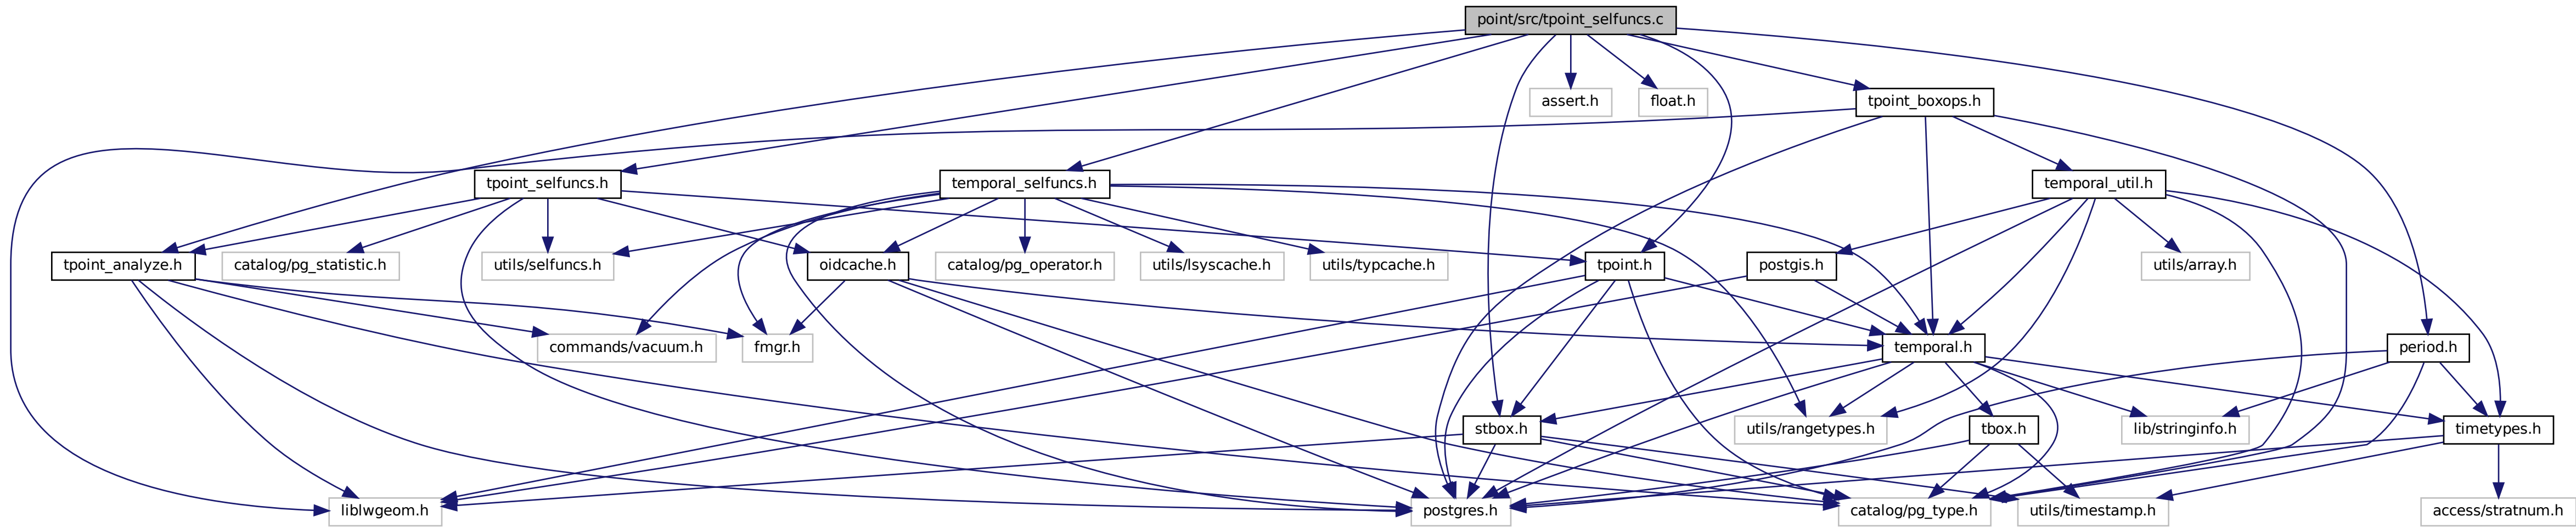 point/src/tpoint_selfuncs.c
assert.h
float.h
tpoint_boxops.h
tpoint_selfuncs.h
temporal_selfuncs.h
temporal_util.h
tpoint_analyze.h
catalog/pg_statistic.h
utils/selfuncs.h
oidcache.h
catalog/pg_operator.h
utils/lsyscache.h
utils/typcache.h
tpoint.h
postgis.h
utils/array.h
commands/vacuum.h
fmgr.h
temporal.h
period.h
stbox.h
utils/rangetypes.h
tbox.h
lib/stringinfo.h
timetypes.h
liblwgeom.h
postgres.h
catalog/pg_type.h
utils/timestamp.h
access/stratnum.h